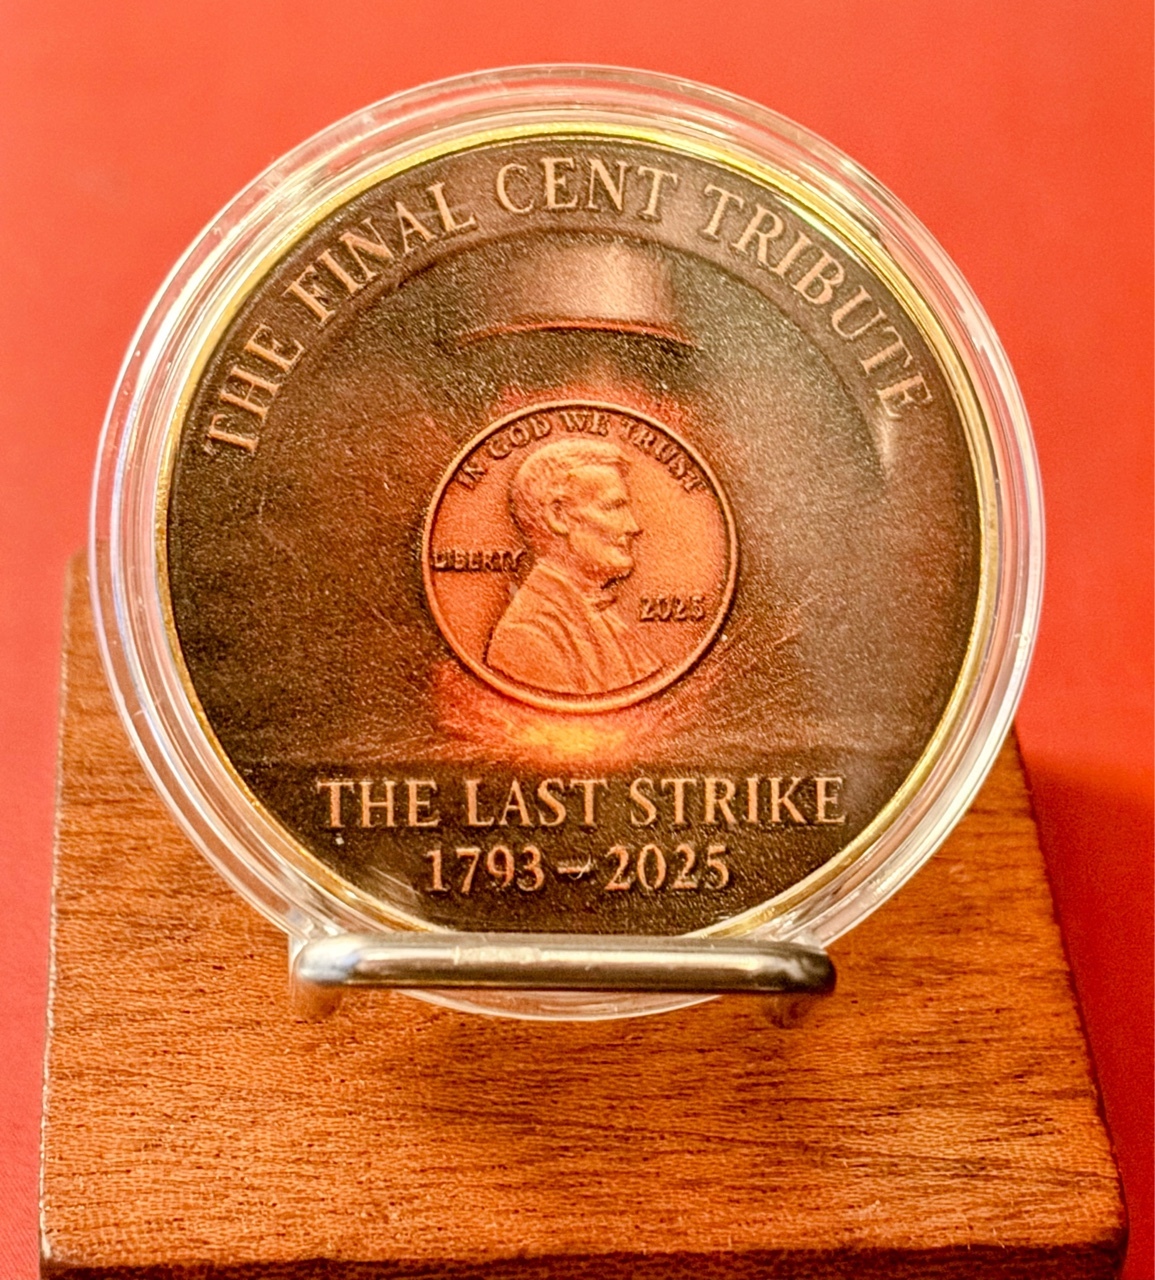 THE FINAL CENT TRIBUTE
IN GOD WE TRUST
LIBERTY
2025
THE LAST STRIKE
1793-2025